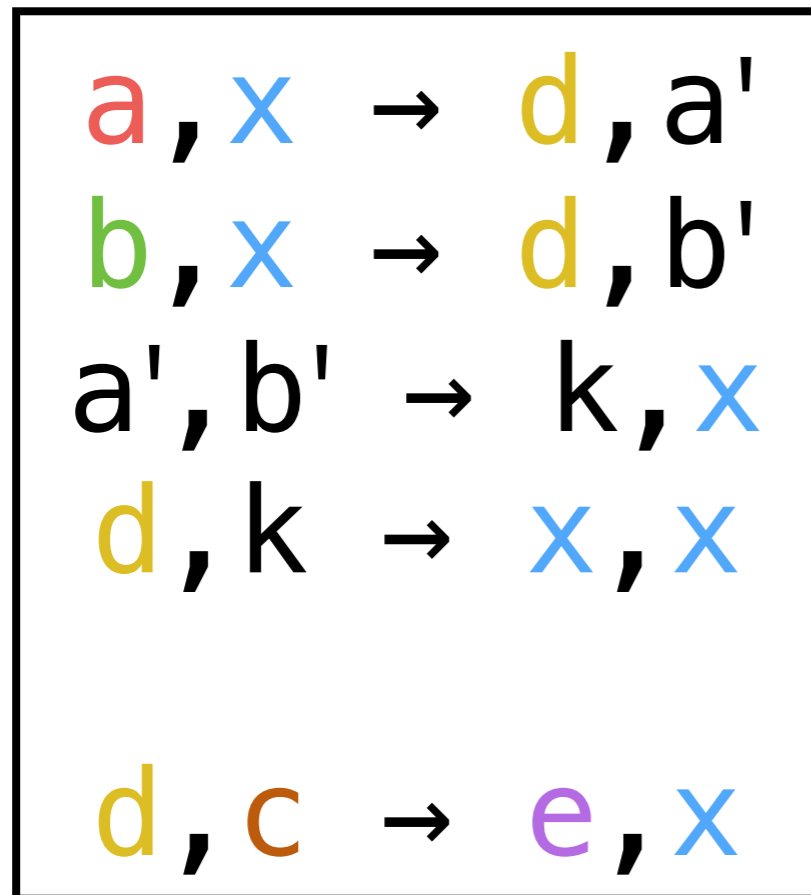 a,x → d,a'
b,x → d,b'
a',b' → k,x
d,k → x,x
d,c → e,x